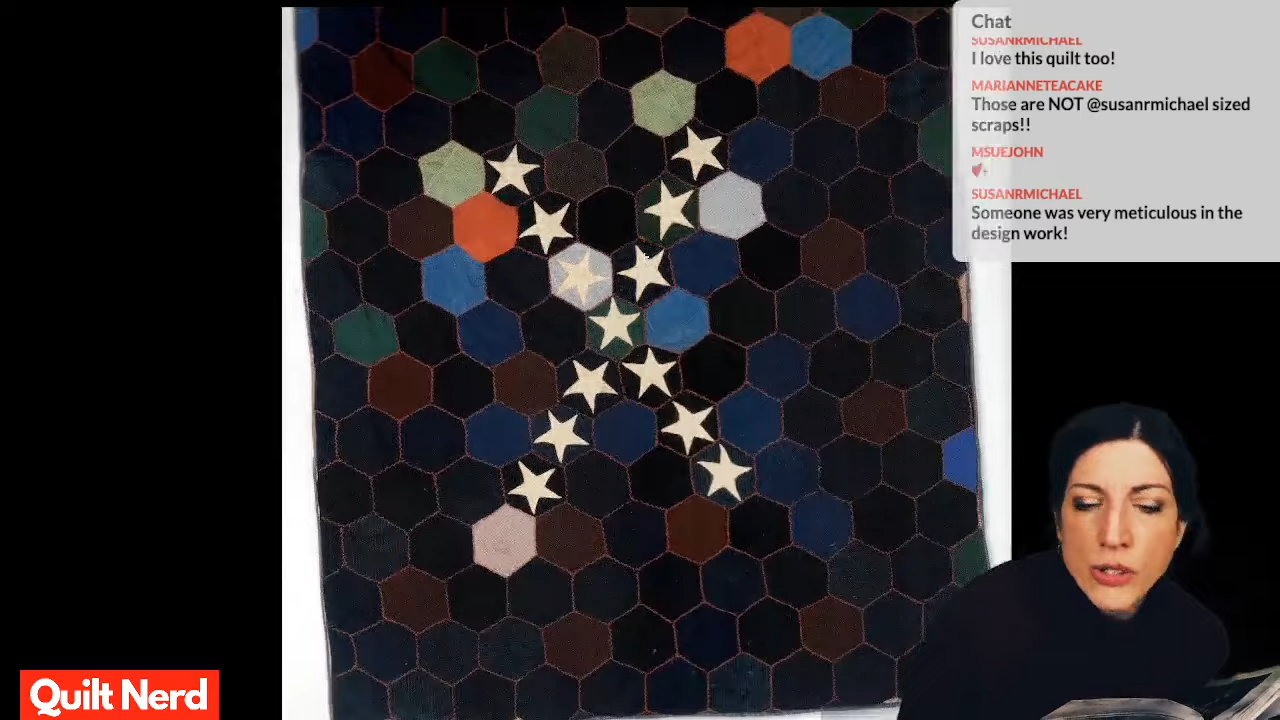 Chat
SUSANRMICHAEL
I love this quilt too!
MARIANNETEACAKE
Those are NOT @susanrmichael sized
scraps!!
MSUEJOHN
SUSANRMICHAEL
Someone was very meticulous in the
design work!
Quilt Nerd